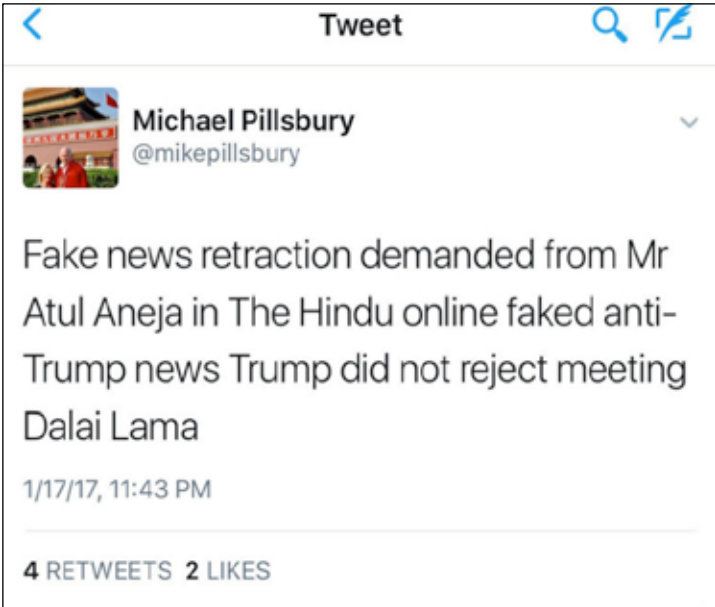 Tweet
Michael Pillsbury
@mikepillsbury
Fake news retraction demanded from Mr
Atul Aneja in The Hindu online faked anti-
Trump news Trump did not reject meeting
Dalai Lama
1/17/17, 11:43 PM
4 RETWEETS 2 LIKES